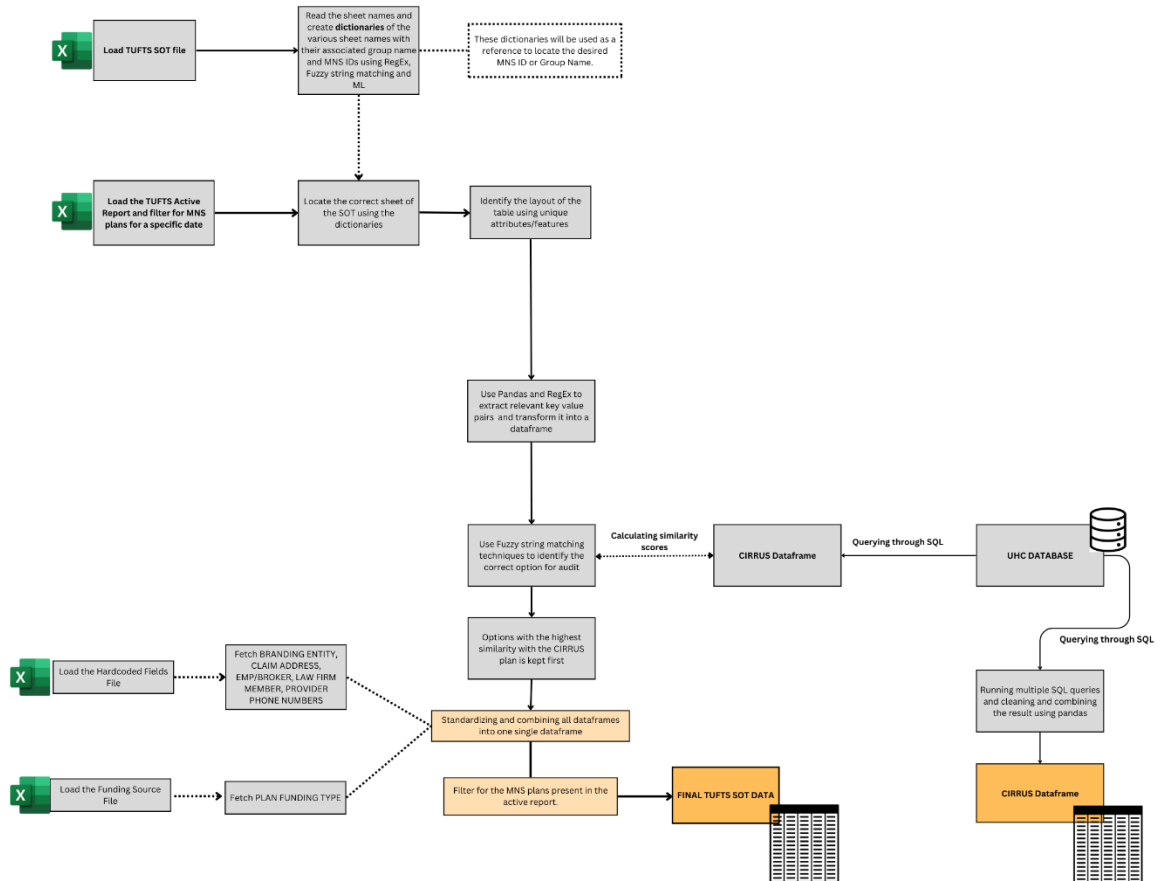 Load TUFTS SOT file
Read the sheet names and
create dictionaries of the
various sheet names with
their associated group name
and MNS IDs using RegEx,
Fuzzy string matching and
ML
These dictionaries will be used as a
reference to locate the desired
MNS ID or Group Name.
Load the TUFTS Active
Report and filter for MNS
plans for a specific date
Locate the correct sheet of
the SOT using the
dictionaries
Identify the layout of the
table using unique
attributes/features
Use Pandas and RegEx to
extract relevant key value
pairs and transform it into a
dataframe
Use Fuzzy string matching
techniques to identify the
correct option for audit
Calculating similarity
scores
CIRRUS Dataframe
Querying through SQL
UHC DATABASE
Options with the highest
similarity with the CIRRUS
plan is kept first
Querying through SQL
Load the Hardcoded Fields
File
Fetch BRANDING ENTITY,
CLAIM ADDRESS,
EMP/BROKER, LAW FIRM
MEMBER, PROVIDER
PHONE NUMBERS
Running multiple SQL queries
and cleaning and combining
the result using pandas
Standardizing and combining all dataframes
into one single dataframe
Load the Funding Source
File
Fetch PLAN FUNDING TYPE
Filter for the MNS plans present in the
active report.
FINAL TUFTS SOT DATA
CIRRUS Dataframe